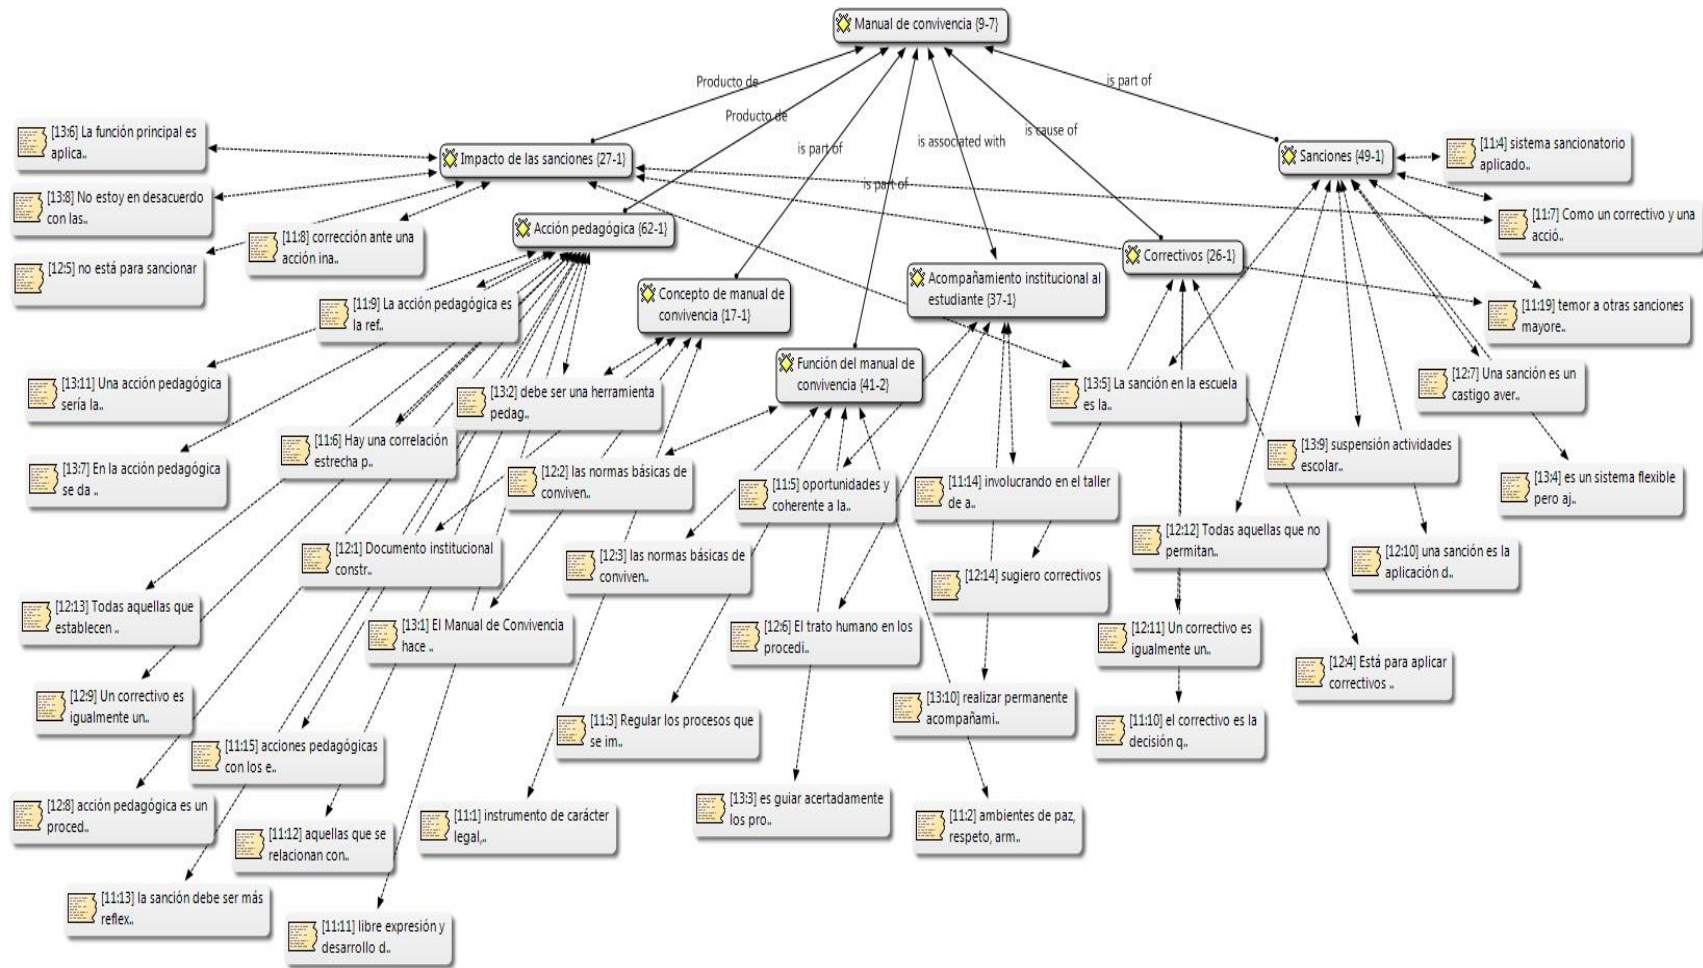 Manual de convivencia {9-7}
Producto de
is part of
Producto de
is cause of
is associated with
is part of
is part of
[13:6] La función principal es
aplica..
Impacto de las sanciones {27-1}
Sanciones {49-1}
[11:4] sistema sancionatorio
aplicado..
[13:8] No estoy en desacuerdo
con las..
[11:8] corrección ante una
acción ina..
Acción pedagógica {62-1}
[11:7] Como un correctivo y una
acció..
[12:5] no está para sancionar
Correctivos {26-1}
Concepto de manual de
convivencia {17-1}
Acompañamiento institucional al
estudiante {37-1}
[11:9] La acción pedagógica es
la ref..
[11:19] temor a otras sanciones
mayore..
Función del manual de
convivencia {41-2}
[13:11] Una acción pedagógica
sería la..
[13:2] debe ser una herramienta
pedag..
[13:5] La sanción en la escuela
es la..
[12:7] Una sanción es un
castigo aver..
[11:6] Hay una correlación
estrecha p..
[13:9] suspensión actividades
escolar..
[13:7] En la acción pedagógica
se da ..
[12:2] las normas básicas de
conviven..
[11:5] oportunidades y
coherente a la..
[11:14] involucrando en el taller
de a..
[13:4] es un sistema flexible
pero aj..
[12:1] Documento institucional
constr..
[12:3] las normas básicas de
conviven..
[12:12] Todas aquellas que no
permitan..
[12:10] una sanción es la
aplicación d..
[12:14] sugiero correctivos
[12:13] Todas aquellas que
establecen ..
[13:1] El Manual de Convivencia
hace ..
[12:6] El trato humano en los
procedi..
[12:11] Un correctivo es
igualmente un..
[12:4] Está para aplicar
correctivos ..
[12:9] Un correctivo es
igualmente un..
[13:10] realizar permanente
acompañami..
[11:3] Regular los procesos que
se im..
[11:10] el correctivo es la
decisión q..
[11:15] acciones pedagógicas
con los e..
[12:8] acción pedagógica es un
proced..
[11:1] instrumento de carácter
legal,..
[13:3] es guiar acertadamente
los pro..
[11:2] ambientes de paz,
respeto, arm..
[11:12] aquellas que se
relacionan con..
[11:13] la sanción debe ser más
reflex..
[11:11] libre expresión y
desarrollo d..